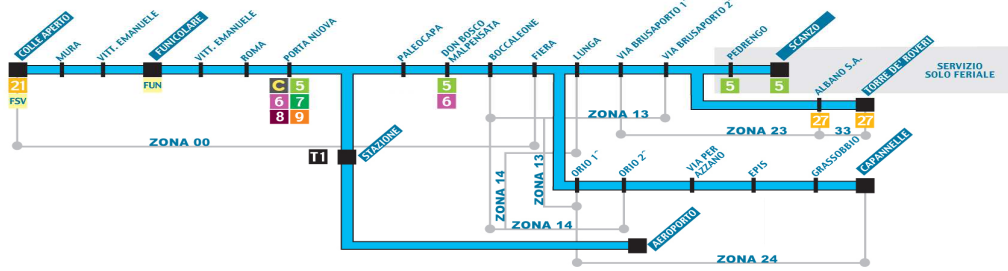 COLLE APERTO
MURA
VITT. EMANUELE
FUNICOLARE
VITT. EMANUELE
ROMA
PORTA NUOVA
PALEOCAPA
DON BOSCO
MALPENSATA
BOCCALEONE
FIERA
LUNGA
VIA BRUSAPORTO 1^
VIA BRUSAPORTO 2^
PEDRENGO
SCANZO
ALBANO S.A.
TORRE DE' ROVERI
SERVIZIO
SOLO FERIALE
21
FSV
FUN
C 5
6 7
8 9
5
6
5
5
27
27
ZONA 00
ZONA 13
ZONA 23
33
T1
STAZIONE
ZONA 14
ZONA 13
ORIO 1^
ORIO 2^
VIA PER
AZZANO
EPIS
GRASSOBBIO
CAPANNELLE
ZONA 14
AEROPORTO
ZONA 24